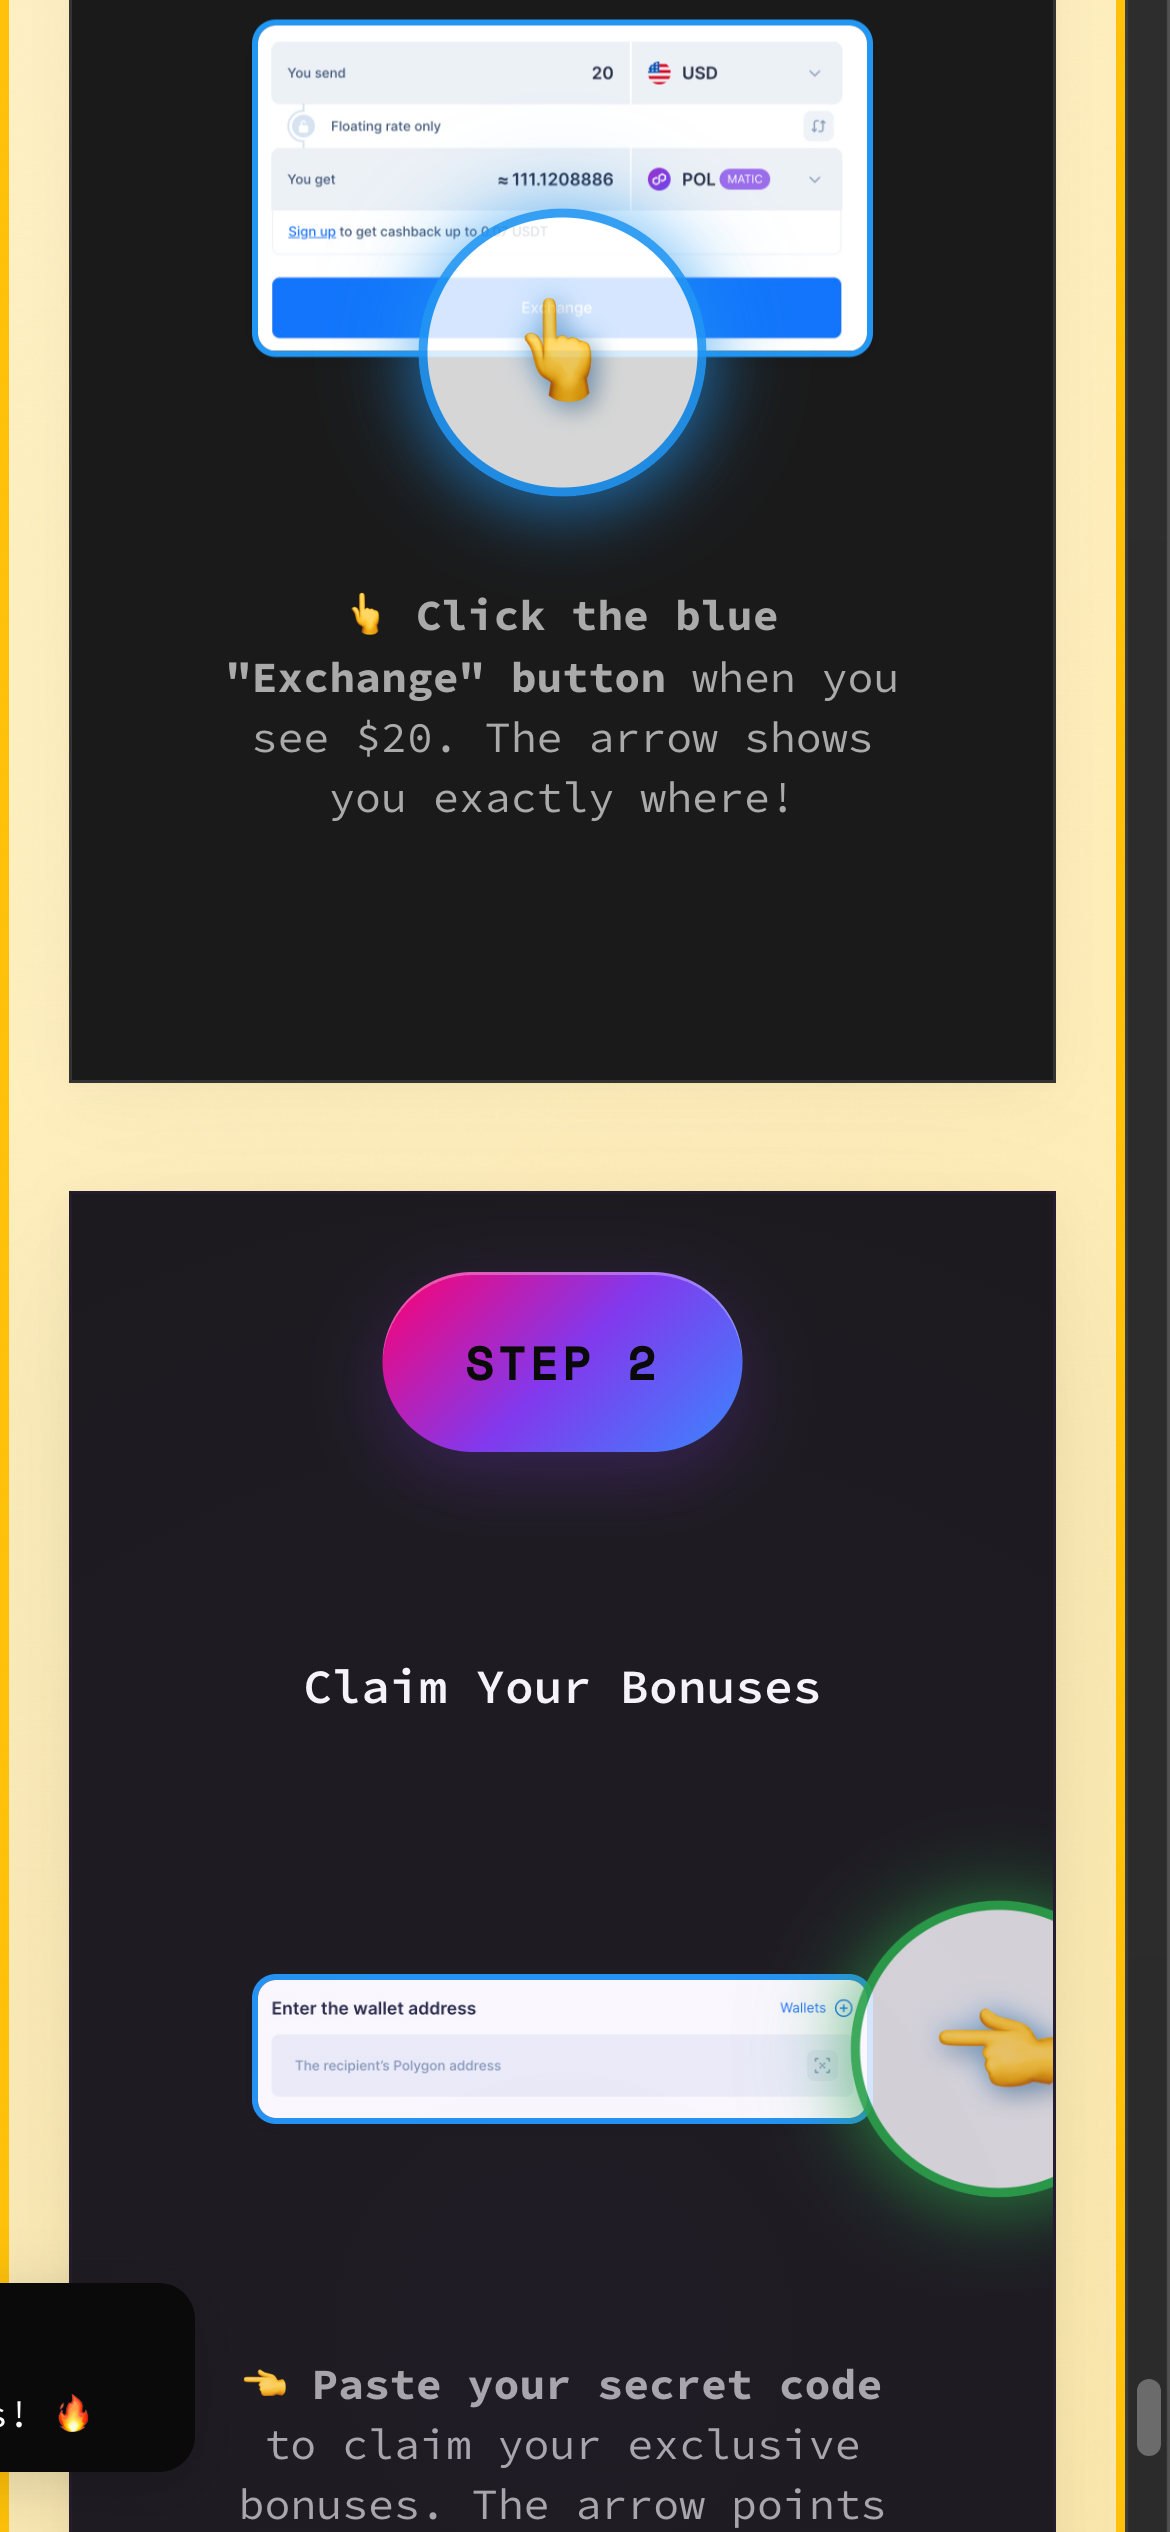 You send 20 USD
Floating rate only
You get ≈ 111.1208886 POL MATIC
Sign up to get cashback up to USDT
Exchange
Click the blue
"Exchange" button when you
see $20. The arrow shows
you exactly where!
STEP 2
Claim Your Bonuses
Enter the wallet address Wallets
The recipient's Polygon address
Paste your secret code
to claim your exclusive
bonuses. The arrow points
s!